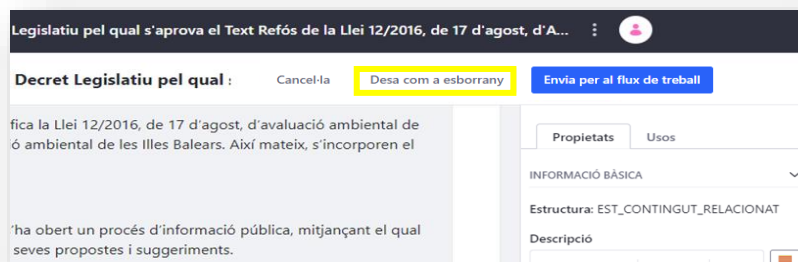 Legislatiu pel qual s'aprova el Text Refós de la Llei 12/2016, de 17 d'agost, d'A...
Decret Legislatiu pel qual :
Cancel·la
Desa com a esborrany
Envia per al flux de treball
fica la Llei 12/2016, de 17 d'agost, d'avaluació ambiental de
ó ambiental de les Illes Balears. Així mateix, s'incorporen el
'ha obert un procés d'informació pública, mitjançant el qual
seves propostes i suggeriments.
Propietats
Usos
INFORMACIÓ BÀSICA
Estructura: EST_CONTINGUT_RELACIONAT
Descripció